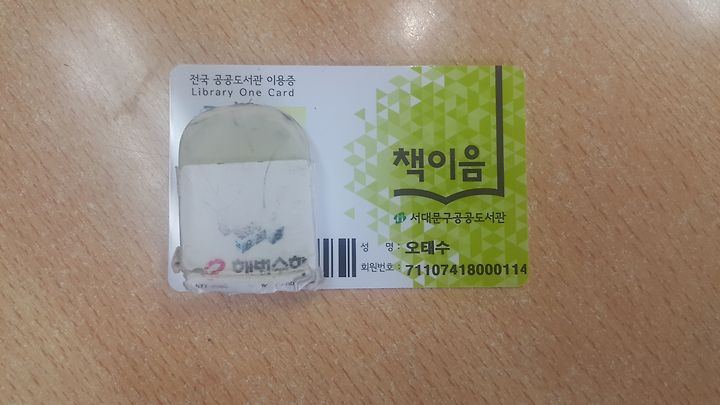 전국 공공도서관 이용증
Library One Card
책이음
서대문구공공도서관
성 명 : 오태수
회원번호 : 71107418000114